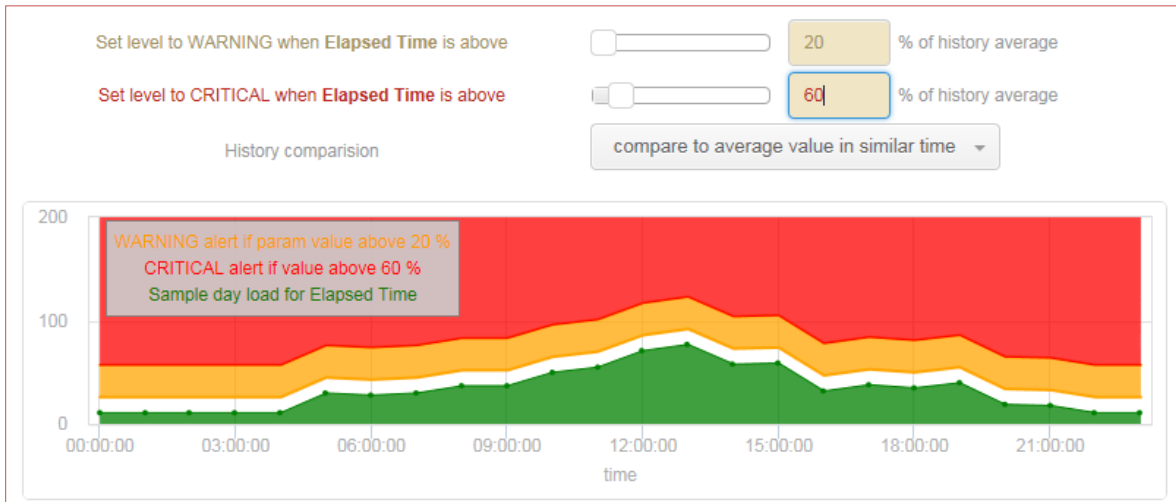 Set level to WARNING when Elapsed Time is above 20 % of history average
Set level to CRITICAL when Elapsed Time is above 60 % of history average
History comparision compare to average value in similar time
200
WARNING alert if param value above 20 %
CRITICAL alert if value above 60 %
Sample day load for Elapsed Time
100
0
00:00:00 03:00:00 06:00:00 09:00:00 12:00:00 15:00:00 18:00:00 21:00:00
time